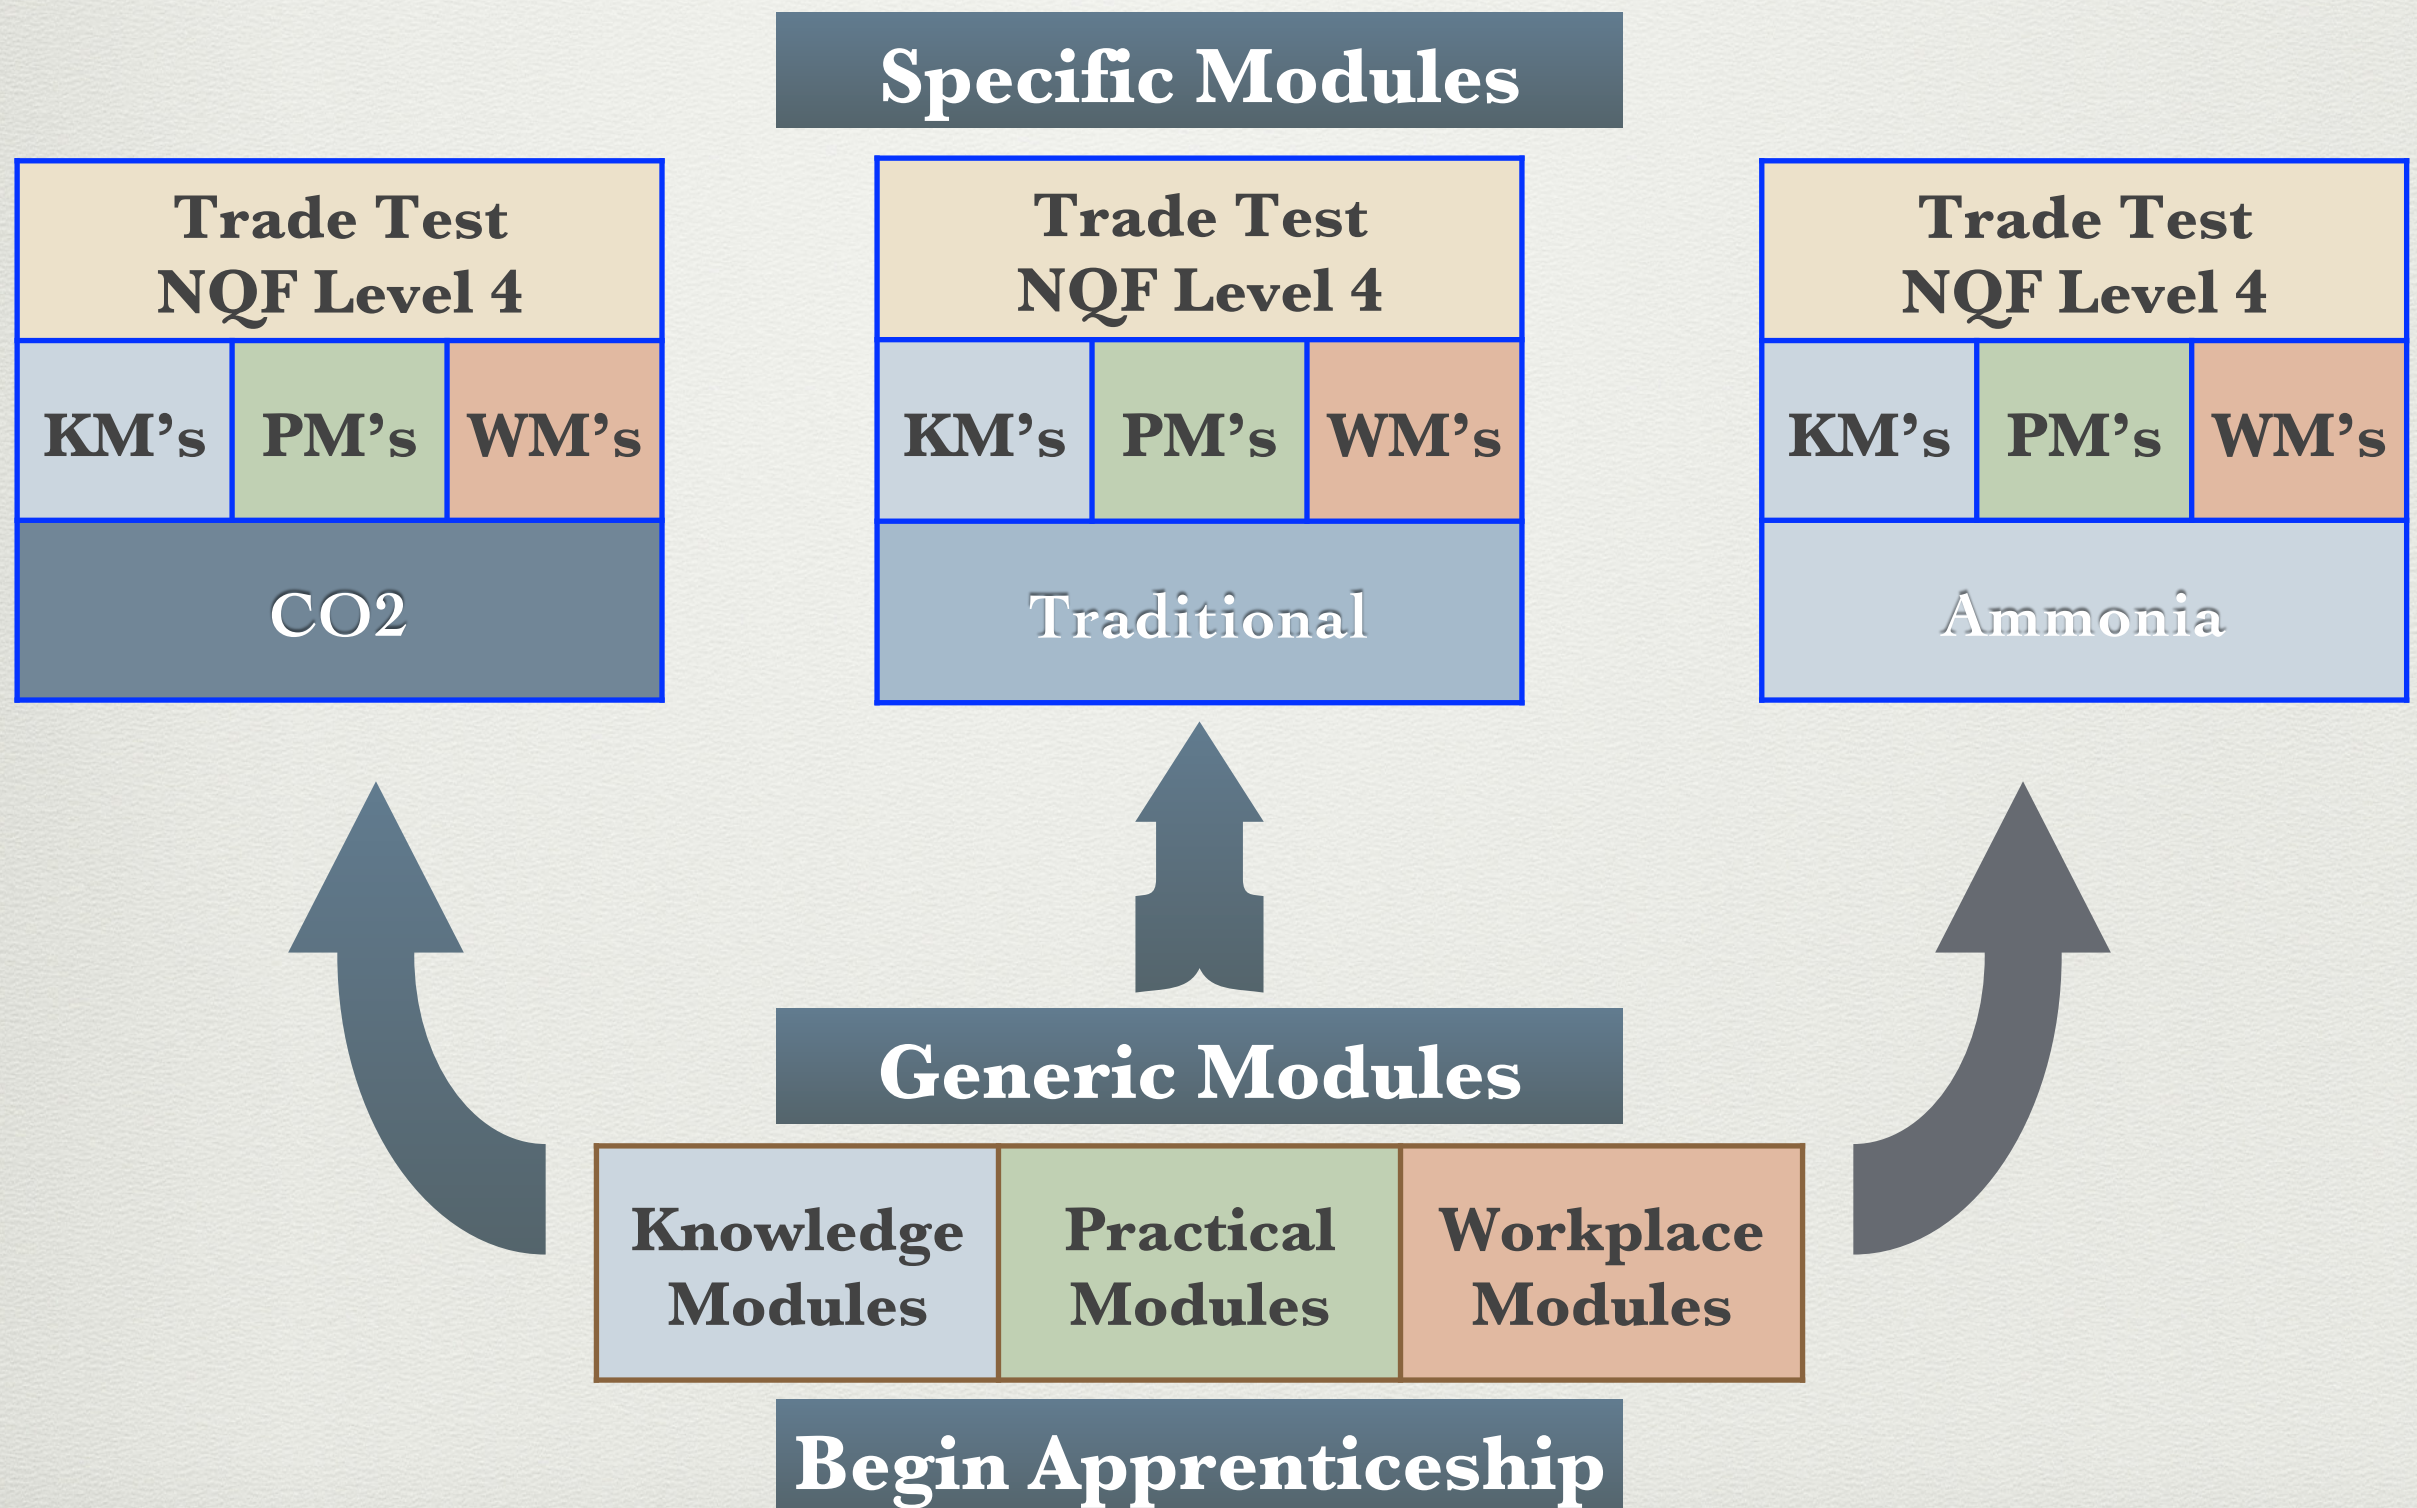 Specific Modules
Trade Test
NQF Level 4
KM’s PM’s WM’s
CO2
Trade Test
NQF Level 4
KM’s PM’s WM’s
Traditional
Trade Test
NQF Level 4
KM’s PM’s WM’s
Ammonia
Generic Modules
Knowledge
Modules
Practical
Modules
Workplace
Modules
Begin Apprenticeship